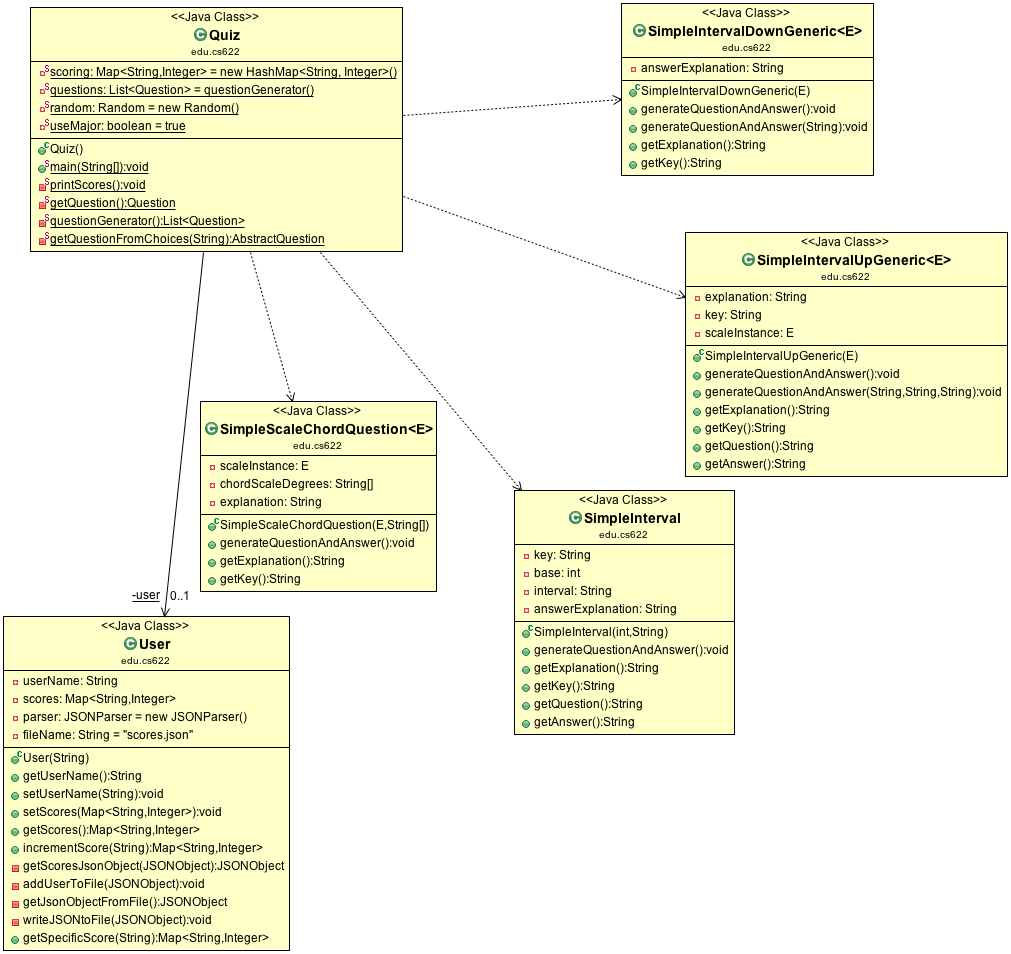 <<Java Class>>
Quiz
edu.cs622
scoring: Map<String,Integer> = new HashMap<String, Integer>()
questions: List<Question> = questionGenerator()
random: Random = new Random()
useMajor: boolean = true
Quiz()
main(String[]):void
printScores():void
getQuestion():Question
questionGenerator():List<Question>
getQuestionFromChoices(String):AbstractQuestion
<<Java Class>>
SimpleIntervalDownGeneric<E>
edu.cs622
answerExplanation: String
SimpleIntervalDownGeneric(E)
generateQuestionAndAnswer():void
generateQuestionAndAnswer(String):void
getExplanation():String
getKey():String
<<Java Class>>
SimpleIntervalUpGeneric<E>
edu.cs622
explanation: String
key: String
scaleInstance: E
SimpleIntervalUpGeneric(E)
generateQuestionAndAnswer():void
generateQuestionAndAnswer(String,String,String):void
getExplanation():String
getKey():String
getQuestion():String
getAnswer():String
<<Java Class>>
SimpleScaleChordQuestion<E>
edu.cs622
scaleInstance: E
chordScaleDegrees: String[]
explanation: String
SimpleScaleChordQuestion(E,String[])
generateQuestionAndAnswer():void
getExplanation():String
getKey():String
<<Java Class>>
SimpleInterval
edu.cs622
key: String
base: int
interval: String
answerExplanation: String
SimpleInterval(int,String)
generateQuestionAndAnswer():void
getExplanation():String
getKey():String
getQuestion():String
getAnswer():String
-user 0..1
<<Java Class>>
User
edu.cs622
userName: String
scores: Map<String,Integer>
parser: JSONParser = new JSONParser()
fileName: String = "scores.json"
User(String)
getUserName():String
setUserName(String):void
setScores(Map<String,Integer>):void
getScores():Map<String,Integer>
incrementScore(String):Map<String,Integer>
getScoresJsonObject(JSONObject):JSONObject
addUserToFile(JSONObject):void
getJsonObjectFromFile():JSONObject
writeJSONtoFile(JSONObject):void
getSpecificScore(String):Map<String,Integer>